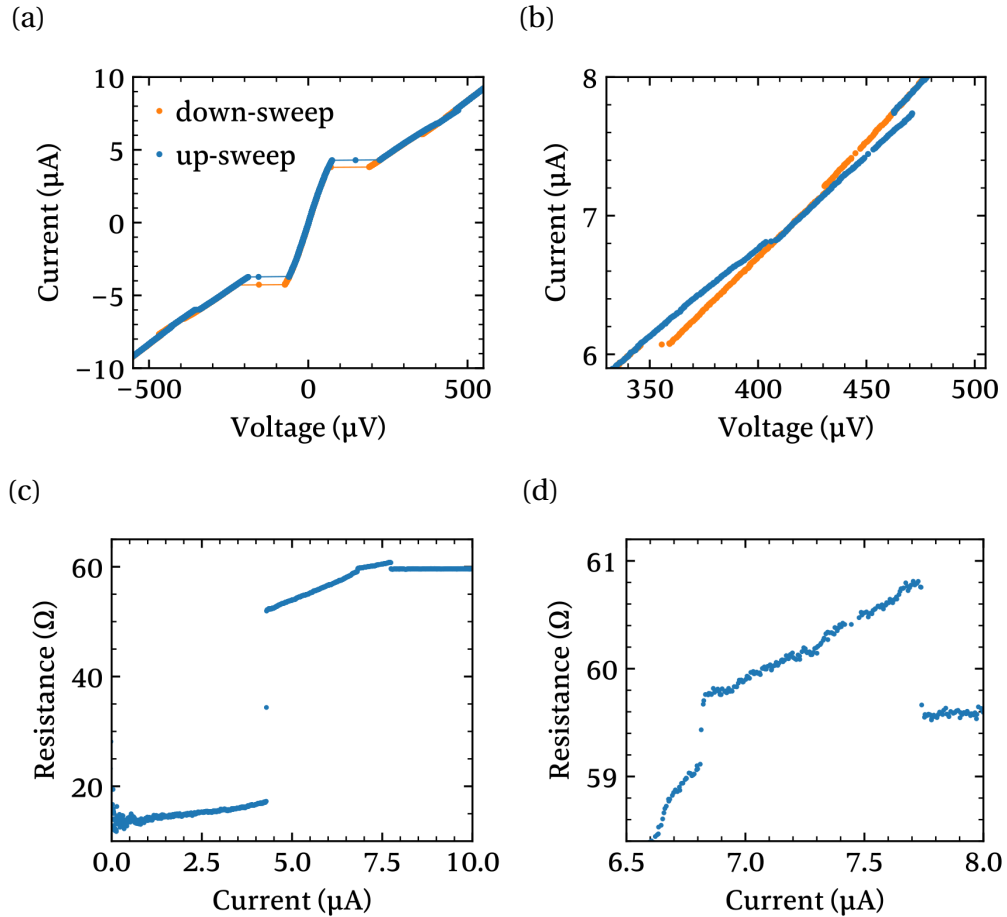 (a)
10
5
0
−5
−10
−500
0
500
Current (µA)
Voltage (µV)
down-sweep
up-sweep
(b)
8
7
6
350
400
450
500
Current (µA)
Voltage (µV)
(c)
60
40
20
0.0
2.5
5.0
7.5
10.0
Resistance (Ω)
Current (µA)
(d)
61
60
59
6.5
7.0
7.5
8.0
Resistance (Ω)
Current (µA)